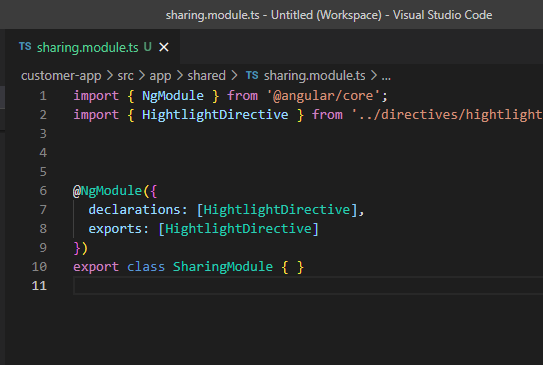 sharing.module.ts - Untitled (Workspace) - Visual Studio Code
TS sharing.module.ts U ×
customer-app > src > app > shared > TS sharing.module.ts > ...
1 import { NgModule } from '@angular/core';
2 import { HightlightDirective } from '../directives/hightlight
3
4
5
6 @NgModule({
7 declarations: [HightlightDirective],
8 exports: [HightlightDirective]
9 })
10 export class SharingModule { }
11